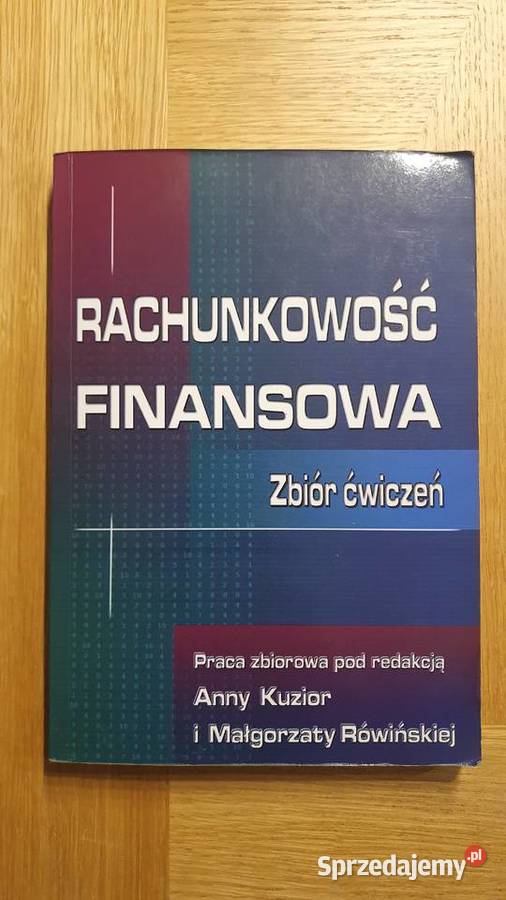 RACHUNKOWOŚĆ
FINANSOWA
Zbiór ćwiczeń
Praca zbiorowa pod redakcją
Anny Kuzior
i Małgorzaty Rówińskiej
Sprzedajemy.pl